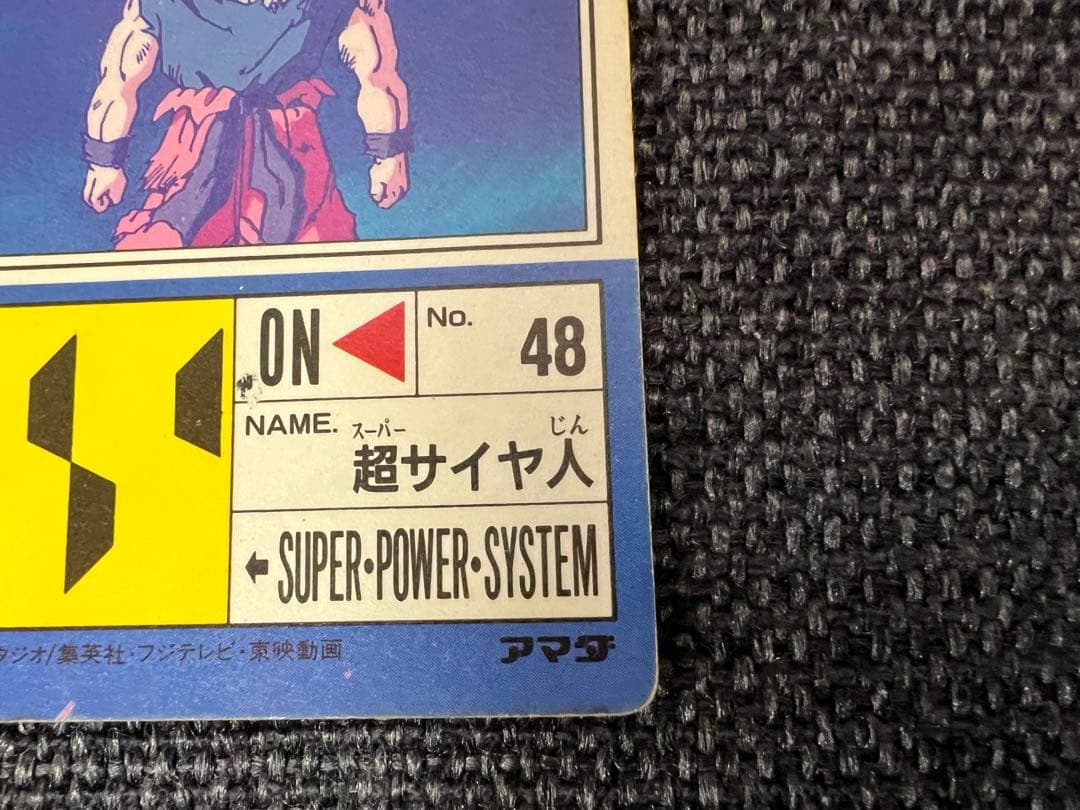 ON
No.
48
NAME.
スーパー じん
超サイヤ人
←SUPER・POWER・SYSTEM
タジオ/集英社・フジテレビ・東映動画
アマダ